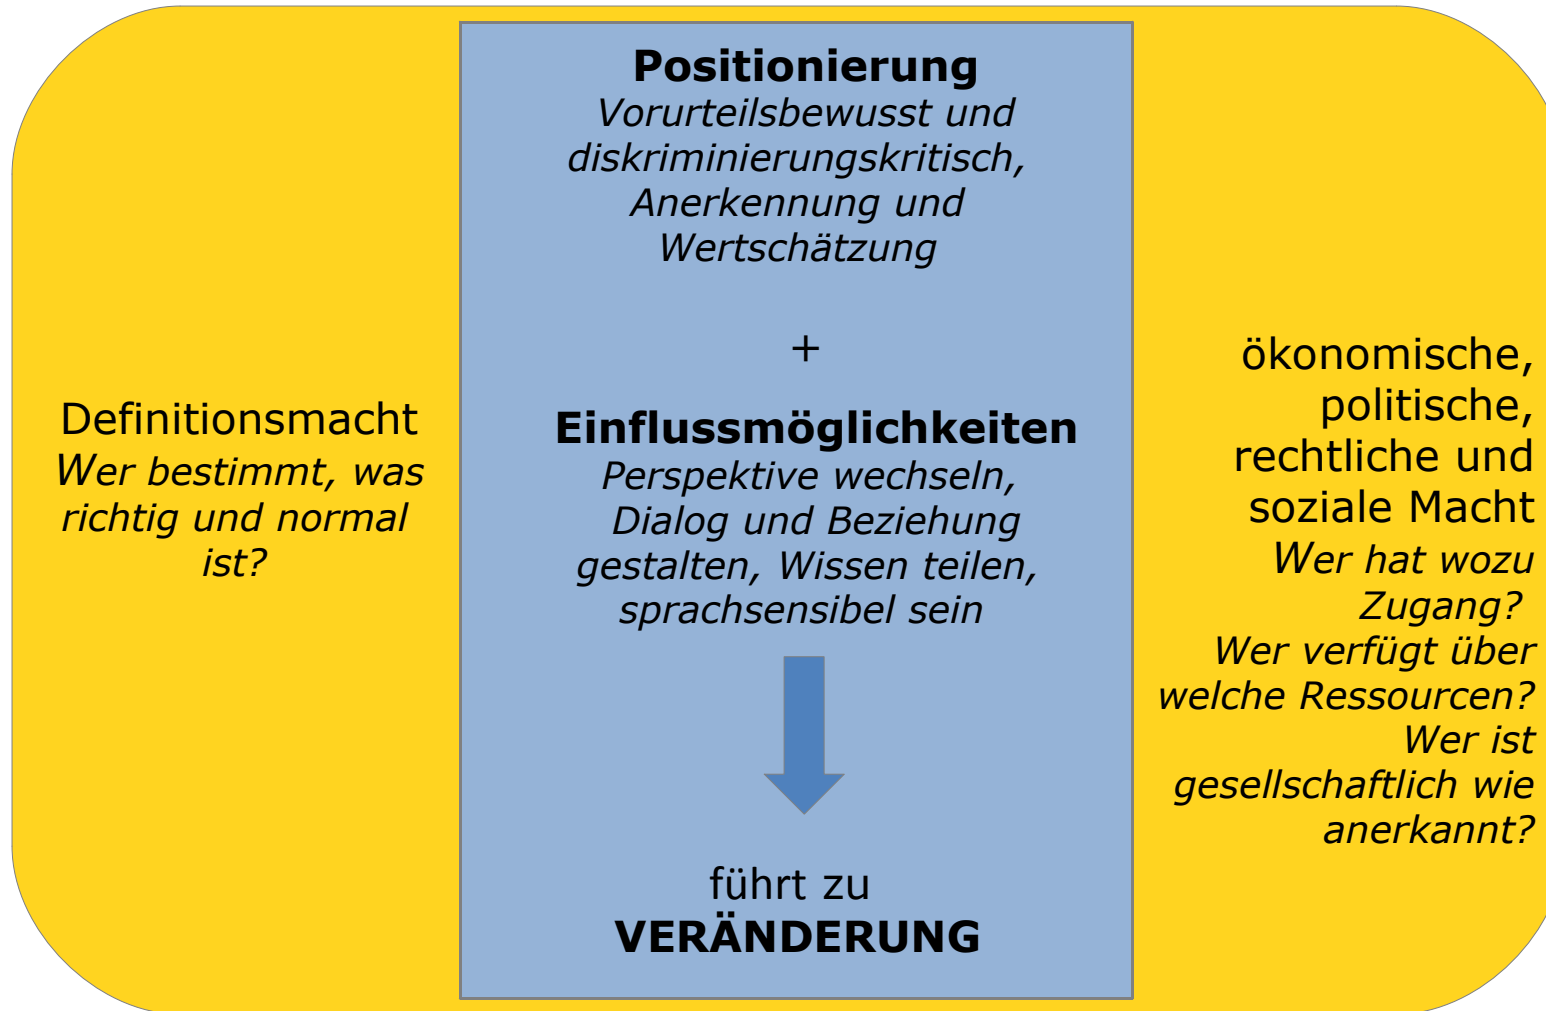 Positionierung
Vorurteilsbewusst und
diskriminierungskritisch,
Anerkennung und
Wertschätzung
+
Einflussmöglichkeiten
Perspektive wechseln,
Dialog und Beziehung
gestalten, Wissen teilen,
sprachsensibel sein
führt zu
VERÄNDERUNG
Definitionsmacht
Wer bestimmt, was
richtig und normal
ist?
ökonomische,
politische,
rechtliche und
soziale Macht
Wer hat wozu
Zugang?
Wer verfügt über
welche Ressourcen?
Wer ist
gesellschaftlich wie
anerkannt?